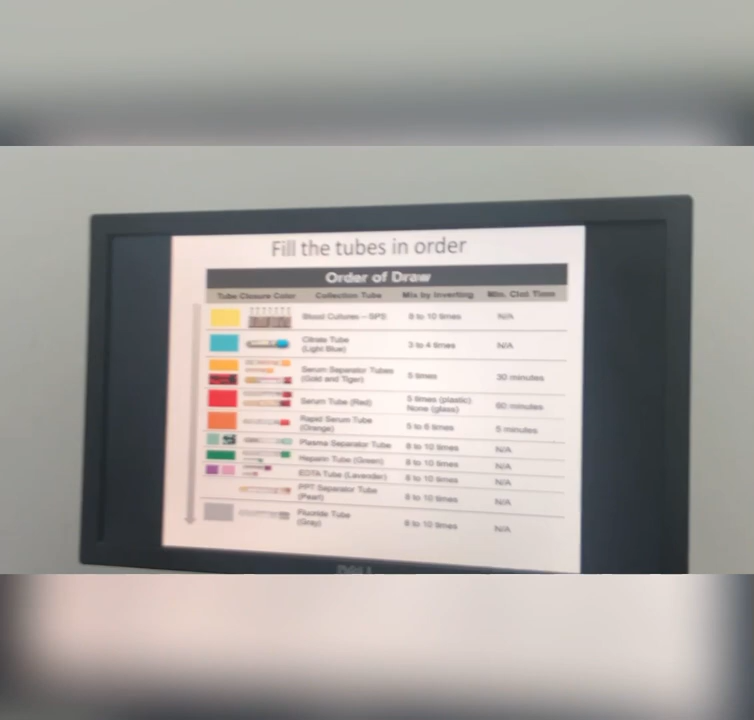 Fill the tubes in order
Order of Draw
Tube Closure Color Collection Tube Mix by Inverting Min. Clot Time
Blood Cultures – SPS 8 to 10 times N/A
Citrate Tube
(Light Blue) 3 to 4 times N/A
Serum Separator Tubes
(Gold and Tiger) 5 times 30 minutes
Serum Tube (Red) 5 times (plastic)
None (glass) 60 minutes
Rapid Serum Tube
(Orange) 5 to 6 times 5 minutes
Plasma Separator Tube 8 to 10 times N/A
Heparin Tube (Green) 8 to 10 times N/A
EDTA Tube (Lavender) 8 to 10 times N/A
PPT Separator Tube
(Pearl) 8 to 10 times N/A
Fluoride Tube
(Gray) 8 to 10 times N/A
DELL